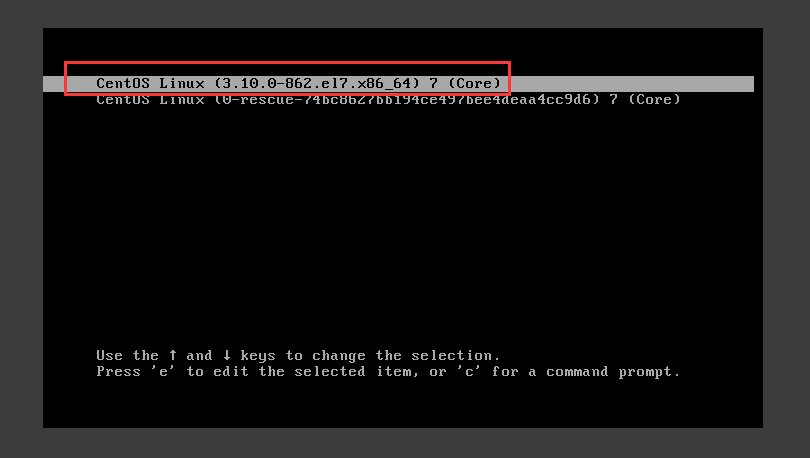 CentOS Linux (3.10.0-862.el7.x86_64) 7 (Core)
CentOS Linux (0-rescue-74bc8627bb194ce497bee4deaa4cc9d6) 7 (Core)
Use the ↑ and ↓ keys to change the selection.
Press 'e' to edit the selected item, or 'c' for a command prompt.